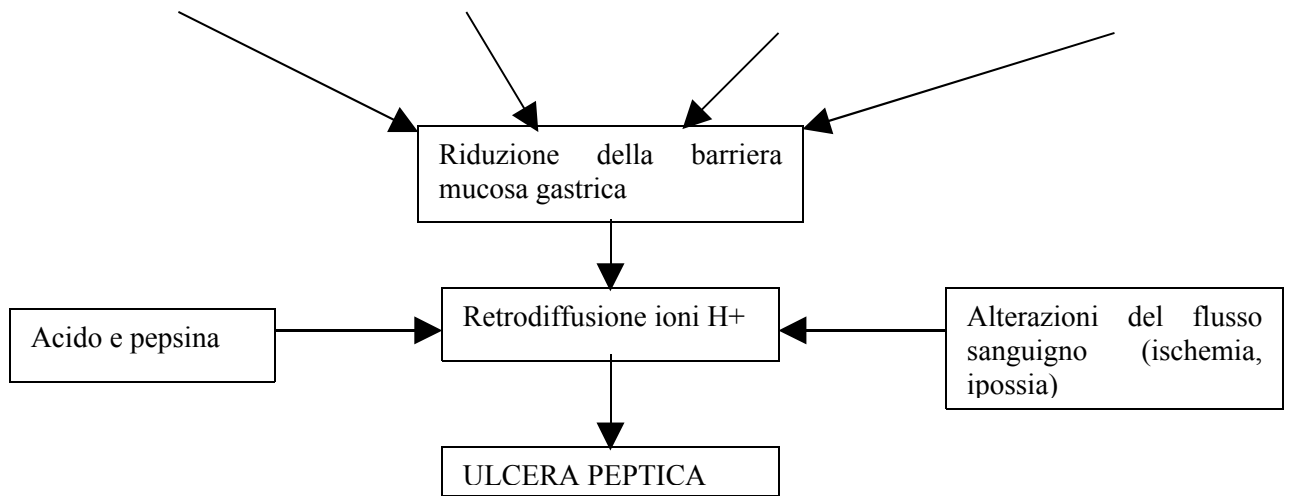 Riduzione della barriera
mucosa gastrica
Acido e pepsina
Retrodiffusione ioni H+
Alterazioni del flusso
sanguigno (ischemia,
ipossia)
ULCERA PEPTICA